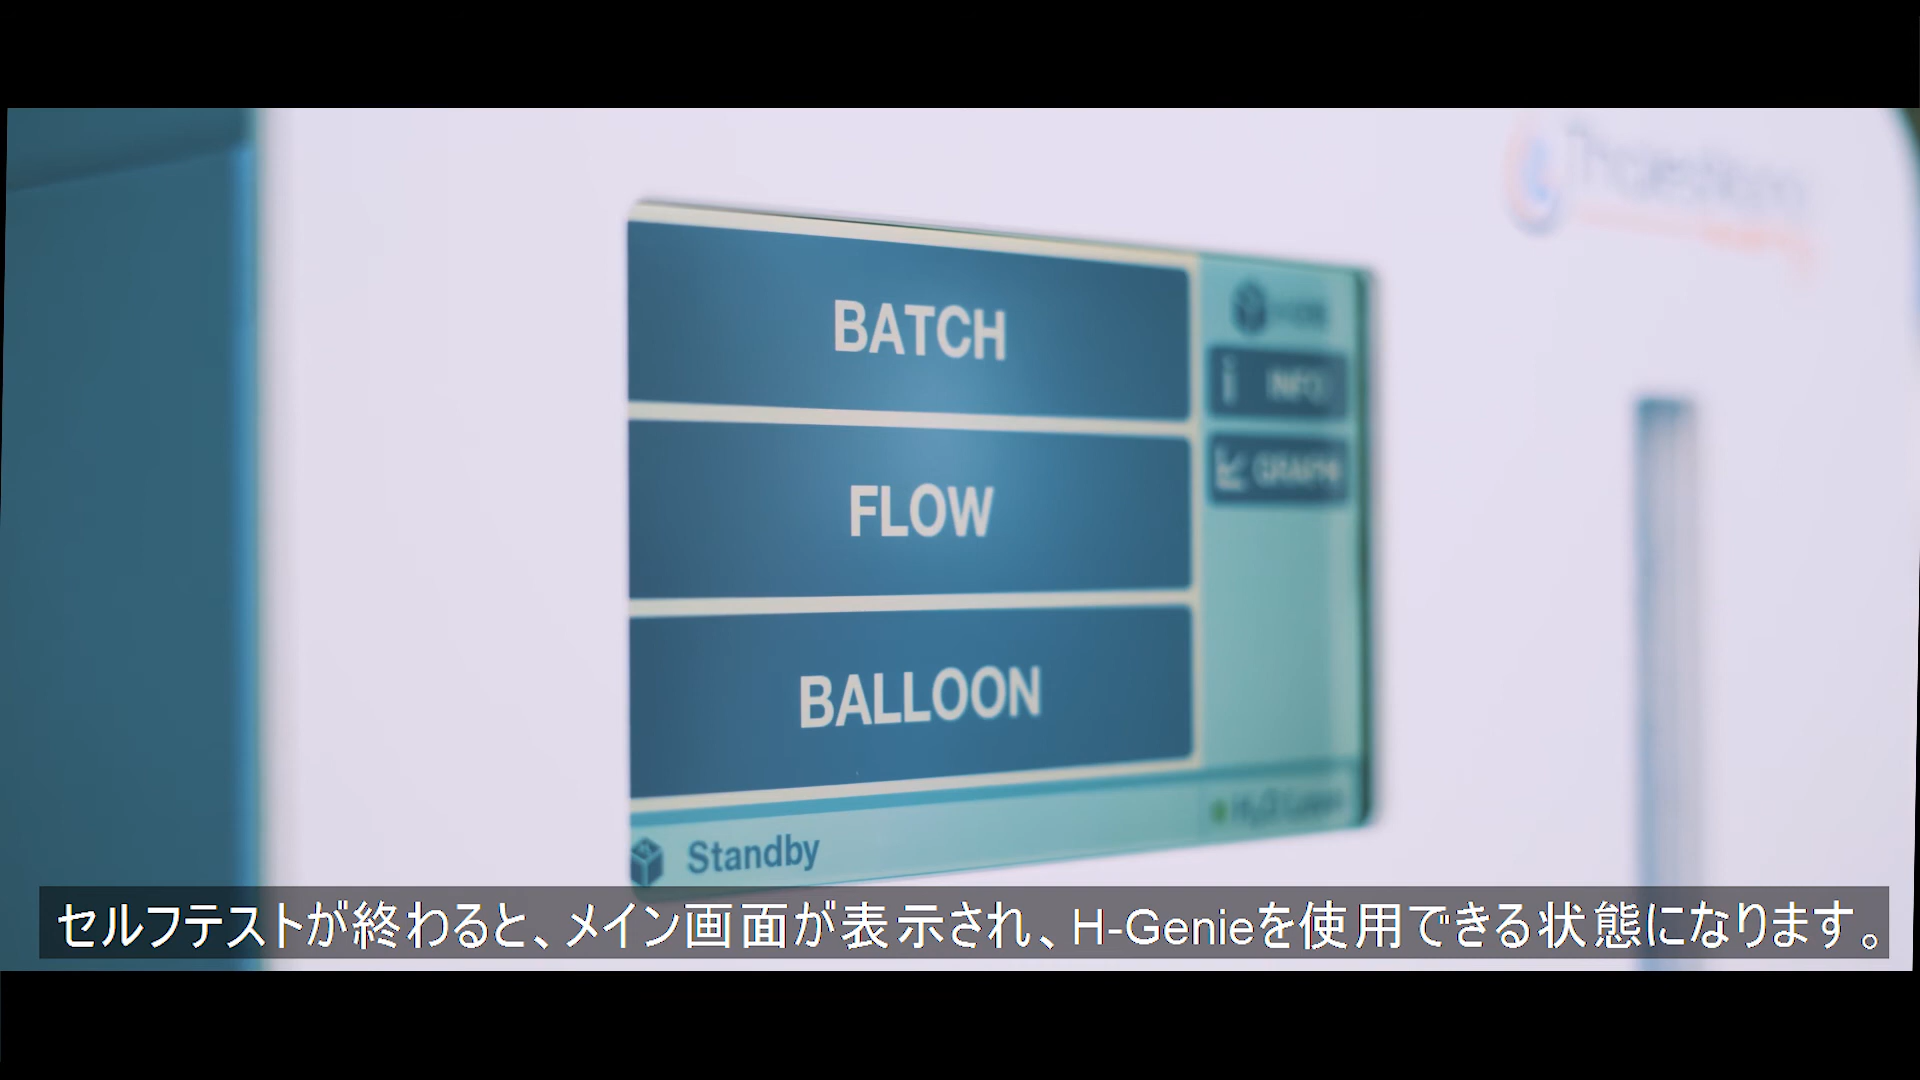 BATCH
FLOW
BALLOON
INFO
GRAPH
Standby
セルフテストが終わると、メイン画面が表示され、H-Genieを使用できる状態になります。